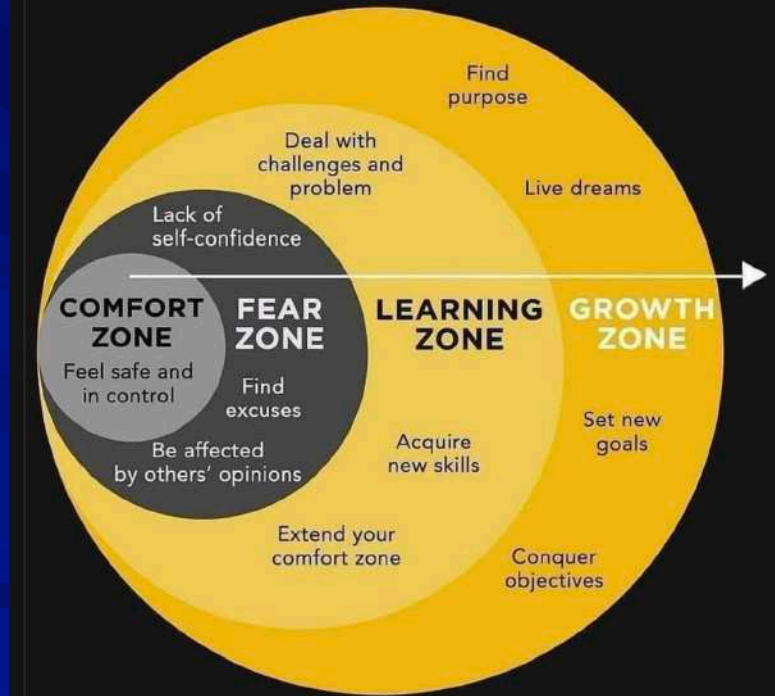 Find
purpose
Deal with
challenges and
problem
Live dreams
Lack of
self-confidence
COMFORT
ZONE
Feel safe and
in control
FEAR
ZONE
Find
excuses
Be affected
by others' opinions
LEARNING
ZONE
Acquire
new skills
Extend your
comfort zone
GROWTH
ZONE
Set new
goals
Conquer
objectives